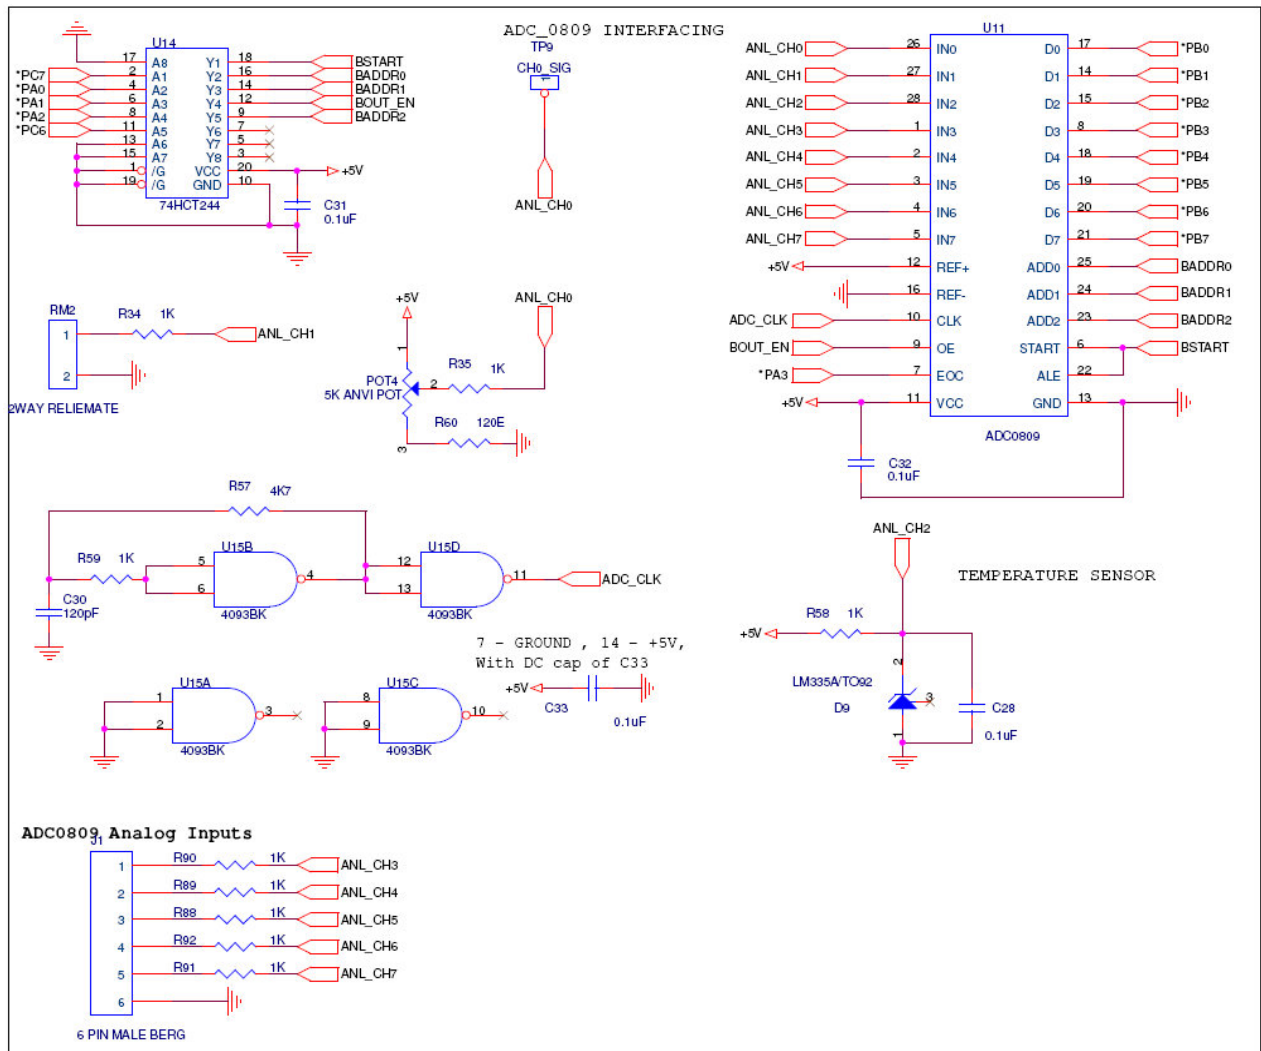 ADC_0809 INTERFACING
U14
17 A8 Y1 18 BSTART
*PC7 2 A1 Y2 16 BADDR0
*PA0 4 A2 Y3 14 BADDR1
*PA1 6 A3 Y4 12 BOUT_EN
*PA2 8 A4 Y5 9 BADDR2
*PC6 11 A5 Y6 7
13 A6 Y7 5
15 A7 Y8 3
1 /G VCC 20 +5V
19 /G GND 10
74HCT244
C31
0.1uF
TP9
CH0_SIG
1
ANL_CH0
U11
ANL_CH0 26 IN0 D0 17 *PB0
ANL_CH1 27 IN1 D1 14 *PB1
ANL_CH2 28 IN2 D2 15 *PB2
ANL_CH3 1 IN3 D3 8 *PB3
ANL_CH4 2 IN4 D4 18 *PB4
ANL_CH5 3 IN5 D5 19 *PB5
ANL_CH6 4 IN6 D6 20 *PB6
ANL_CH7 5 IN7 D7 21 *PB7
+5V 12 REF+ ADD0 25 BADDR0
16 REF- ADD1 24 BADDR1
ADC_CLK 10 CLK ADD2 23 BADDR2
BOUT_EN 9 OE START 6 BSTART
*PA3 7 EOC ALE 22
+5V 11 VCC GND 13
ADC0809
C32
0.1uF
RM2
R34 1K
1 ANL_CH1
2
2WAY RELIEMATE
+5V
ANL_CH0
1
R35 1K
POT4 2
5K ANVI POT
R60 120E
3
R57 4K7
R59 1K
U15B
5
6
4
4093BK
U15D
12
13
11
4093BK
ADC_CLK
C30
120pF
7 - GROUND , 14 - +5V,
With DC cap of C33
+5V
C33 0.1uF
U15A
1
2
3
4093BK
U15C
8
9
10
4093BK
ANL_CH2
TEMPERATURE SENSOR
R58 1K
+5V
2
LM335A/TO92
3
D9
1
C28
0.1uF
ADC0809 Analog Inputs
J1
1 R90 1K ANL_CH3
2 R89 1K ANL_CH4
3 R88 1K ANL_CH5
4 R92 1K ANL_CH6
5 R91 1K ANL_CH7
6
6 PIN MALE BERG